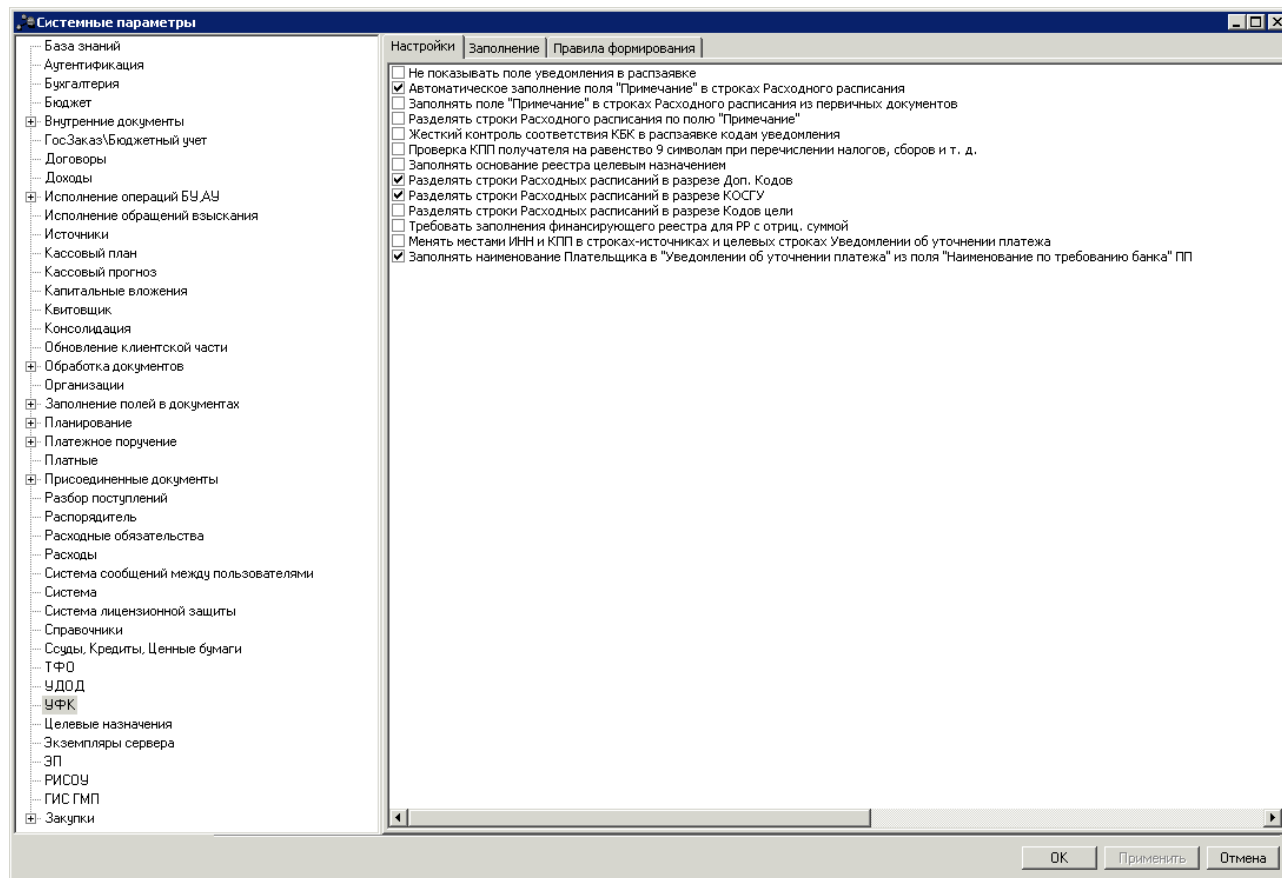 Системные параметры
База знаний
Аутентификация
Бухгалтерия
Бюджет
Внутренние документы
ГосЗаказ\Бюджетный учет
Договоры
Доходы
Исполнение операций БУ,АУ
Исполнение обращений взыскания
Источники
Кассовый план
Кассовый прогноз
Капитальные вложения
Квитовщик
Консолидация
Обновление клиентской части
Обработка документов
Организации
Заполнение полей в документах
Планирование
Платежное поручение
Платные
Присоединенные документы
Разбор поступлений
Распорядитель
Расходные обязательства
Расходы
Система сообщений между пользователями
Система
Система лицензионной защиты
Справочники
Ссуды, Кредиты, Ценные бумаги
ТФО
УДОД
УФК
Целевые назначения
Экземпляры сервера
ЭП
РИСОУ
ГИС ГМП
Закупки
Настройки Заполнение Правила формирования
Не показывать поле уведомления в распзаявке
Автоматическое заполнение поля "Примечание" в строках Расходного расписания
Заполнять поле "Примечание" в строках Расходного расписания из первичных документов
Разделять строки Расходного расписания по полю "Примечание"
Жесткий контроль соответствия КБК в распзаявке кодам уведомления
Проверка КПП получателя на равенство 9 символам при перечислении налогов, сборов и т. д.
Заполнять основание реестра целевым назначением
Разделять строки Расходных расписаний в разрезе Доп. Кодов
Разделять строки Расходных расписаний в разрезе КОСГУ
Разделять строки Расходных расписаний в разрезе Кодов цели
Требовать заполнения финансирующего реестра для РР с отриц. суммой
Менять местами ИНН и КПП в строках-источниках и целевых строках Уведомлении об уточнении платежа
Заполнять наименование Плательщика в "Уведомлении об уточнении платежа" из поля "Наименование по требованию банка" ПП
OK Применить Отмена